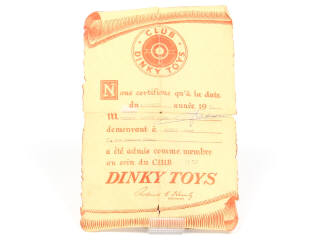 CLUB
DINKY TOYS
Nous certifions qu'à la date
du année 19
M
demeurant à
a été admis comme membre
au sein du CLUB
DINKY TOYS